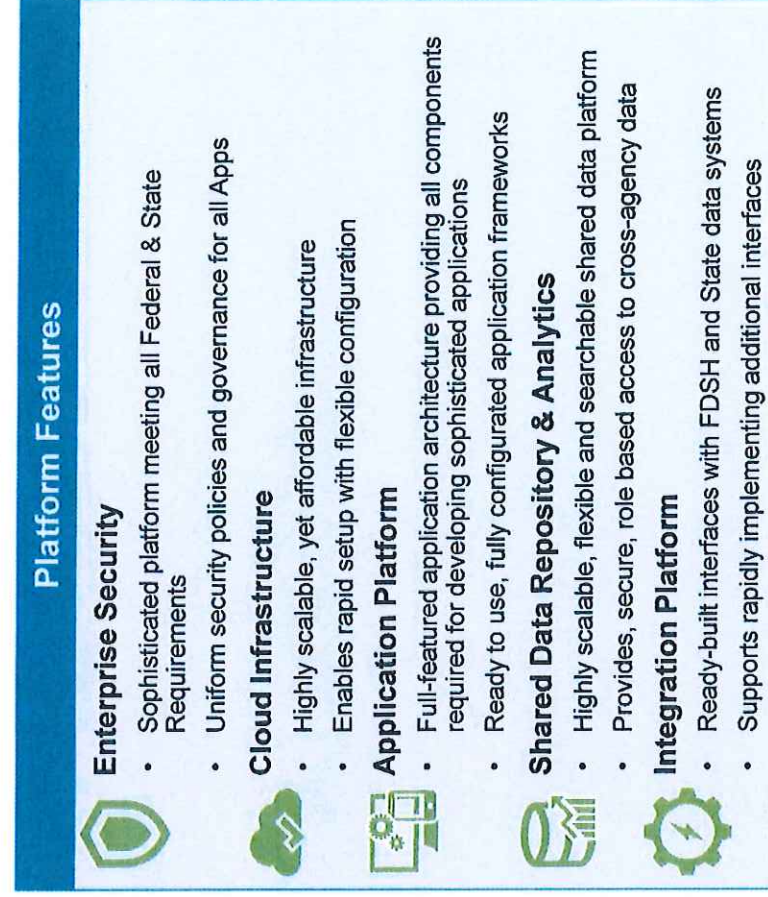 Platform Features
Enterprise Security
• Sophisticated platform meeting all Federal & State
Requirements
• Uniform security policies and governance for all Apps
Cloud Infrastructure
• Highly scalable, yet affordable infrastructure
• Enables rapid setup with flexible configuration
Application Platform
• Full-featured application architecture providing all components
required for developing sophisticated applications
• Ready to use, fully configured application frameworks
Shared Data Repository & Analytics
• Highly scalable, flexible and searchable shared data platform
• Provides, secure, role based access to cross-agency data
Integration Platform
• Ready-built interfaces with FDSH and State data systems
• Supports rapidly implementing additional interfaces